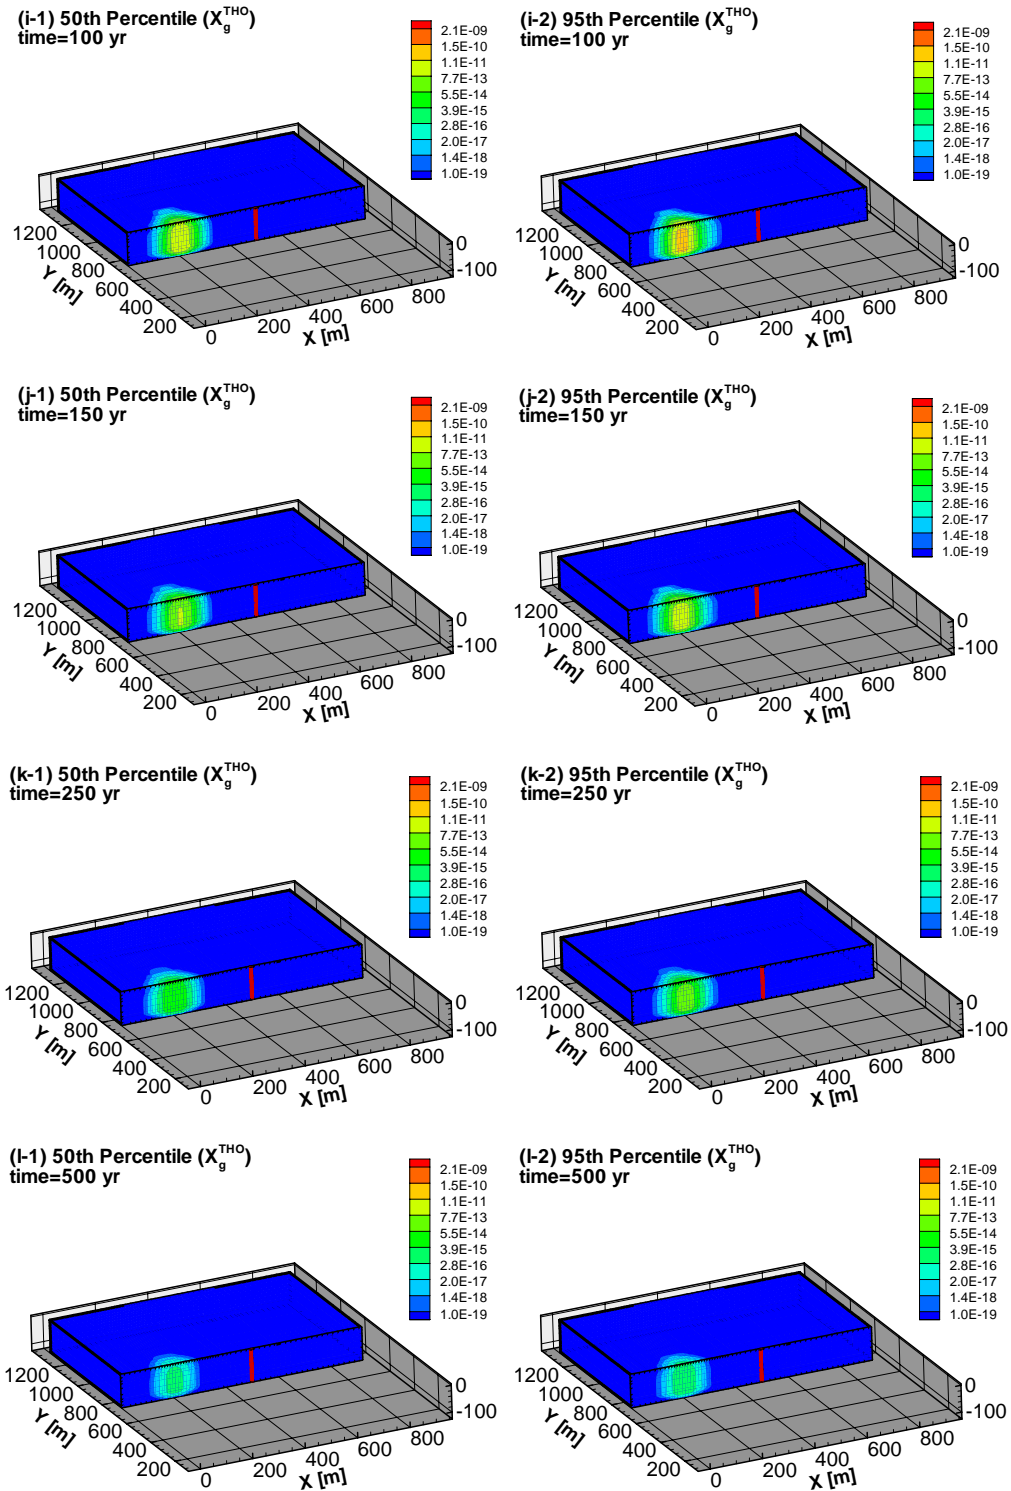 (i-1) 50th Percentile (X_g^THO)
time=100 yr
2.1E-09
1.5E-10
1.1E-11
7.7E-13
5.5E-14
3.9E-15
2.8E-16
2.0E-17
1.4E-18
1.0E-19
1200
1000
800
600
400
200
Y [m]
0
200
400
600
800
X [m]
0
-100
(i-2) 95th Percentile (X_g^THO)
time=100 yr
2.1E-09
1.5E-10
1.1E-11
7.7E-13
5.5E-14
3.9E-15
2.8E-16
2.0E-17
1.4E-18
1.0E-19
1200
1000
800
600
400
200
Y [m]
0
200
400
600
800
X [m]
0
-100
(j-1) 50th Percentile (X_g^THO)
time=150 yr
2.1E-09
1.5E-10
1.1E-11
7.7E-13
5.5E-14
3.9E-15
2.8E-16
2.0E-17
1.4E-18
1.0E-19
1200
1000
800
600
400
200
Y [m]
0
200
400
600
800
X [m]
0
-100
(j-2) 95th Percentile (X_g^THO)
time=150 yr
2.1E-09
1.5E-10
1.1E-11
7.7E-13
5.5E-14
3.9E-15
2.8E-16
2.0E-17
1.4E-18
1.0E-19
1200
1000
800
600
400
200
Y [m]
0
200
400
600
800
X [m]
0
-100
(k-1) 50th Percentile (X_g^THO)
time=250 yr
2.1E-09
1.5E-10
1.1E-11
7.7E-13
5.5E-14
3.9E-15
2.8E-16
2.0E-17
1.4E-18
1.0E-19
1200
1000
800
600
400
200
Y [m]
0
200
400
600
800
X [m]
0
-100
(k-2) 95th Percentile (X_g^THO)
time=250 yr
2.1E-09
1.5E-10
1.1E-11
7.7E-13
5.5E-14
3.9E-15
2.8E-16
2.0E-17
1.4E-18
1.0E-19
1200
1000
800
600
400
200
Y [m]
0
200
400
600
800
X [m]
0
-100
(l-1) 50th Percentile (X_g^THO)
time=500 yr
2.1E-09
1.5E-10
1.1E-11
7.7E-13
5.5E-14
3.9E-15
2.8E-16
2.0E-17
1.4E-18
1.0E-19
1200
1000
800
600
400
200
Y [m]
0
200
400
600
800
X [m]
0
-100
(l-2) 95th Percentile (X_g^THO)
time=500 yr
2.1E-09
1.5E-10
1.1E-11
7.7E-13
5.5E-14
3.9E-15
2.8E-16
2.0E-17
1.4E-18
1.0E-19
1200
1000
800
600
400
200
Y [m]
0
200
400
600
800
X [m]
0
-100